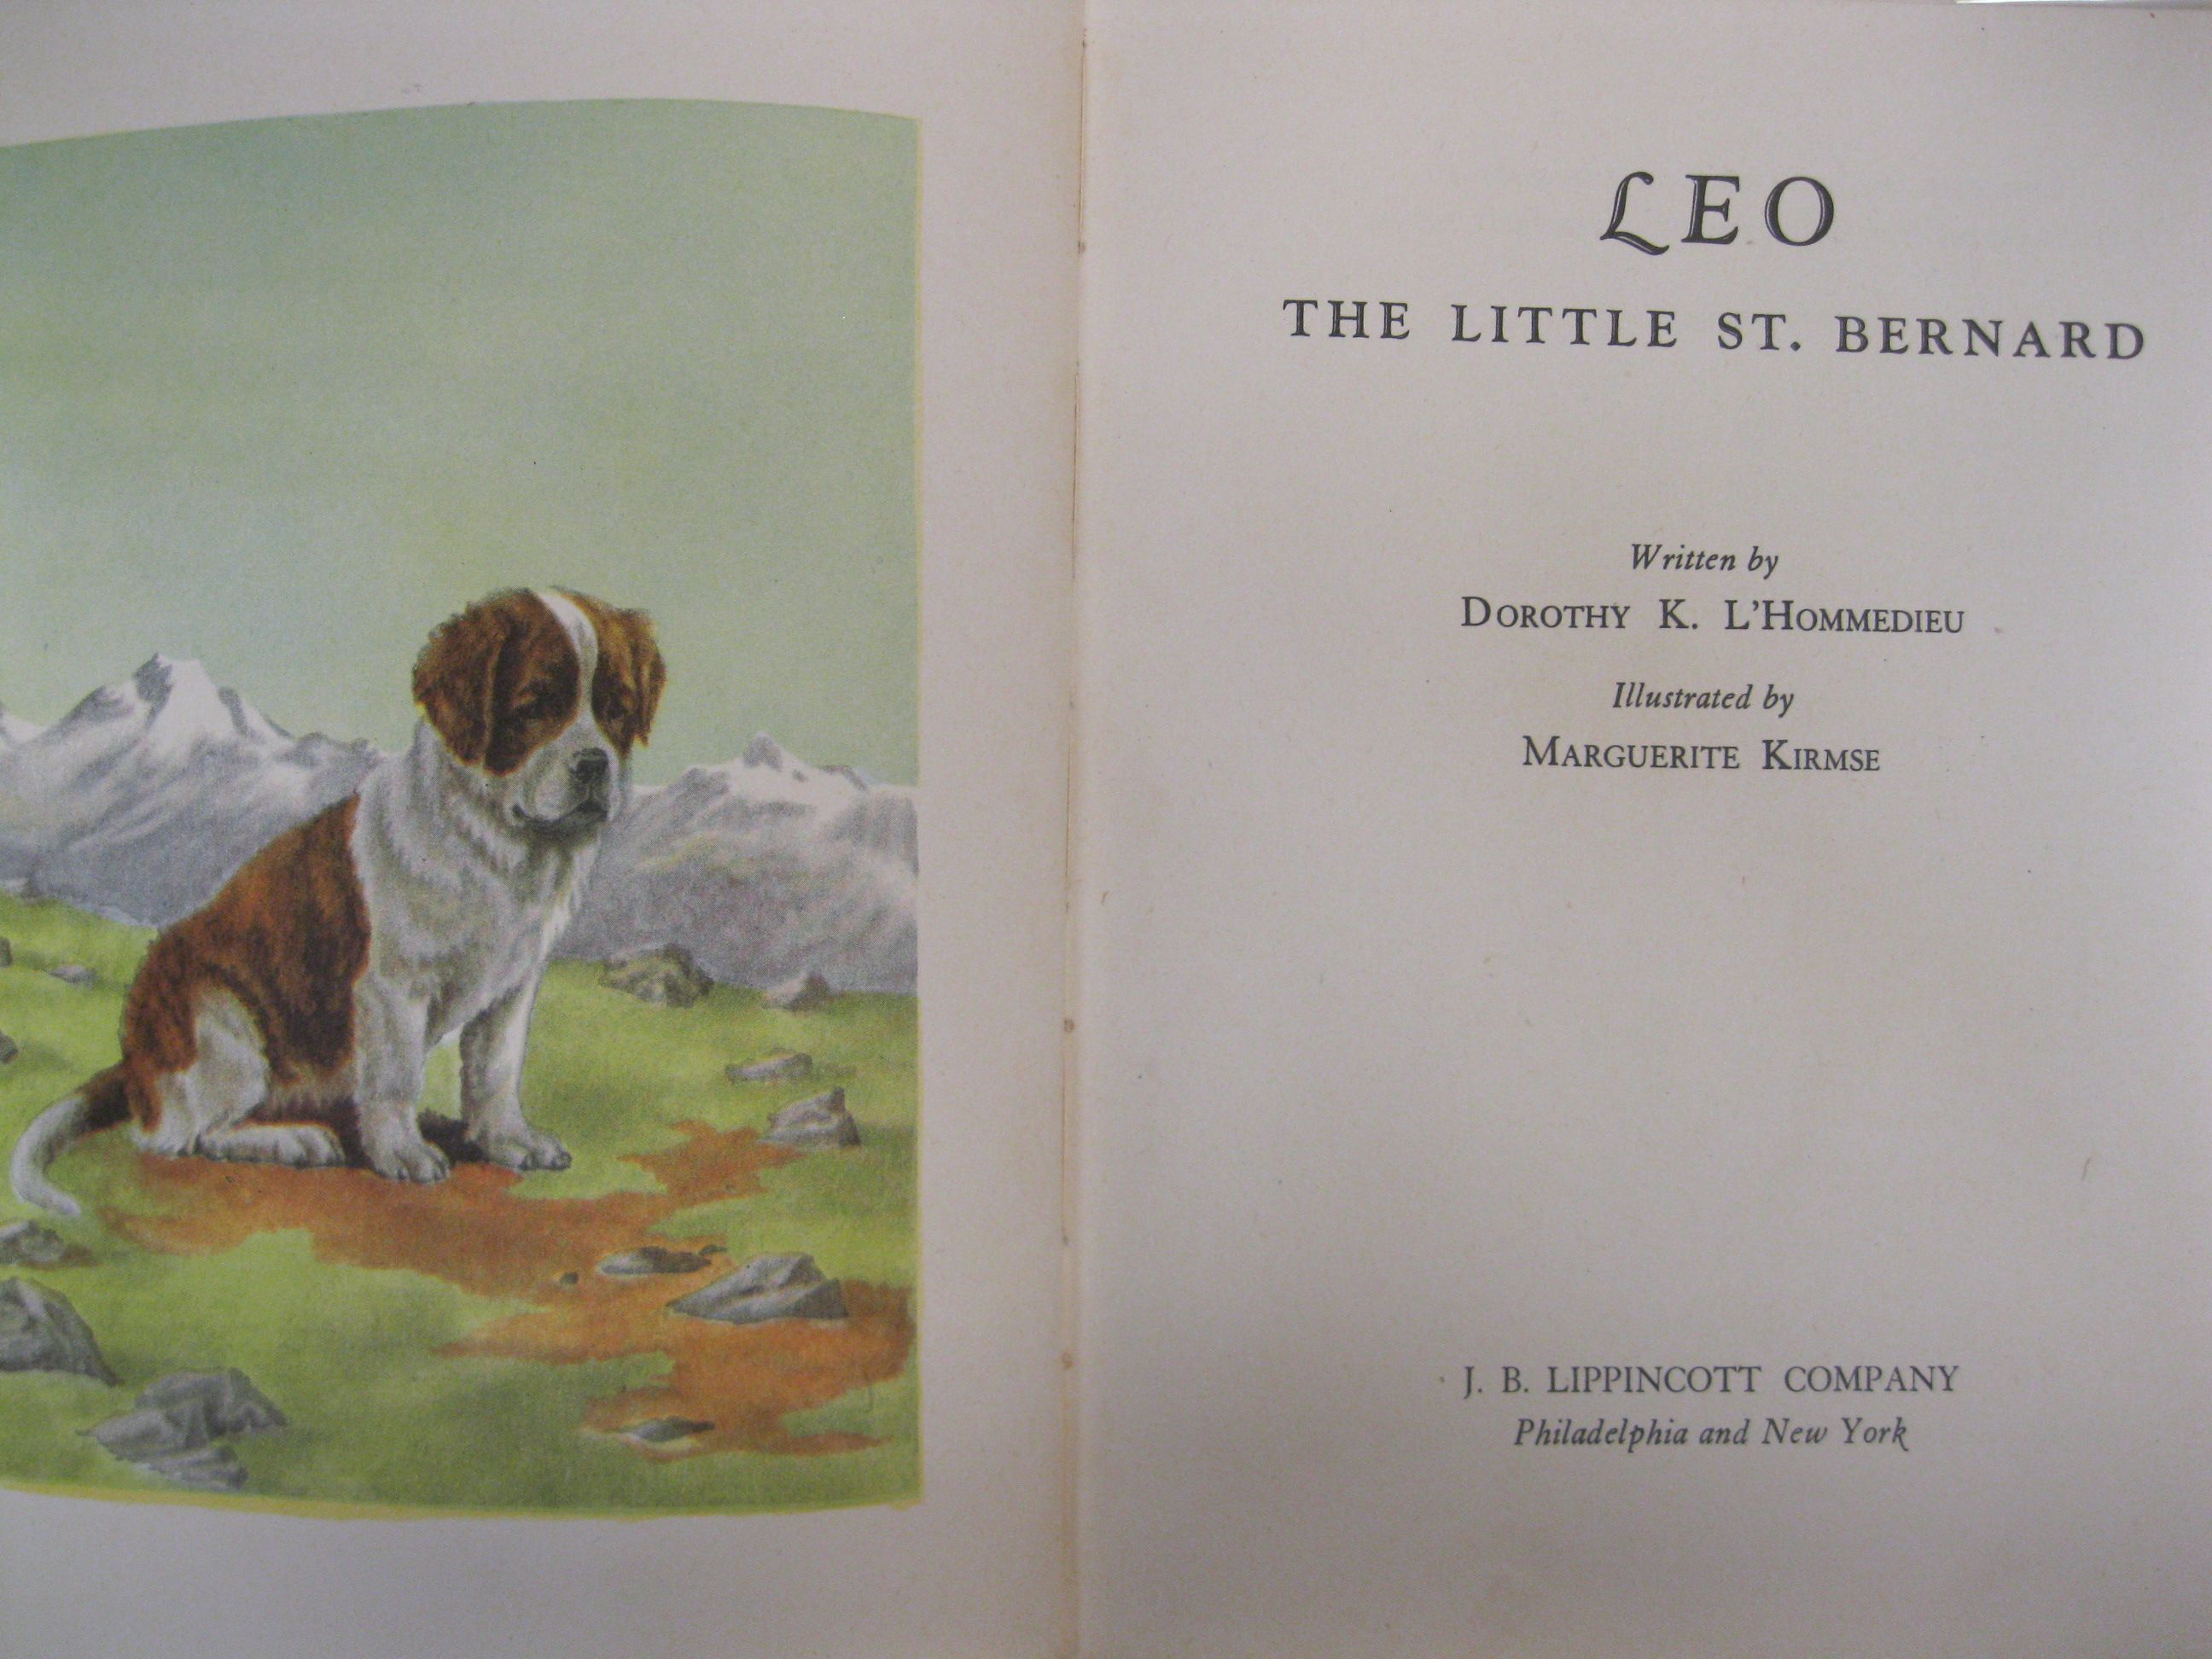 LEO
THE LITTLE ST. BERNARD
Written by
DOROTHY K. L'HOMMEDIEU
Illustrated by
MARGUERITE KIRMSE
J. B. LIPPINCOTT COMPANY
Philadelphia and New York